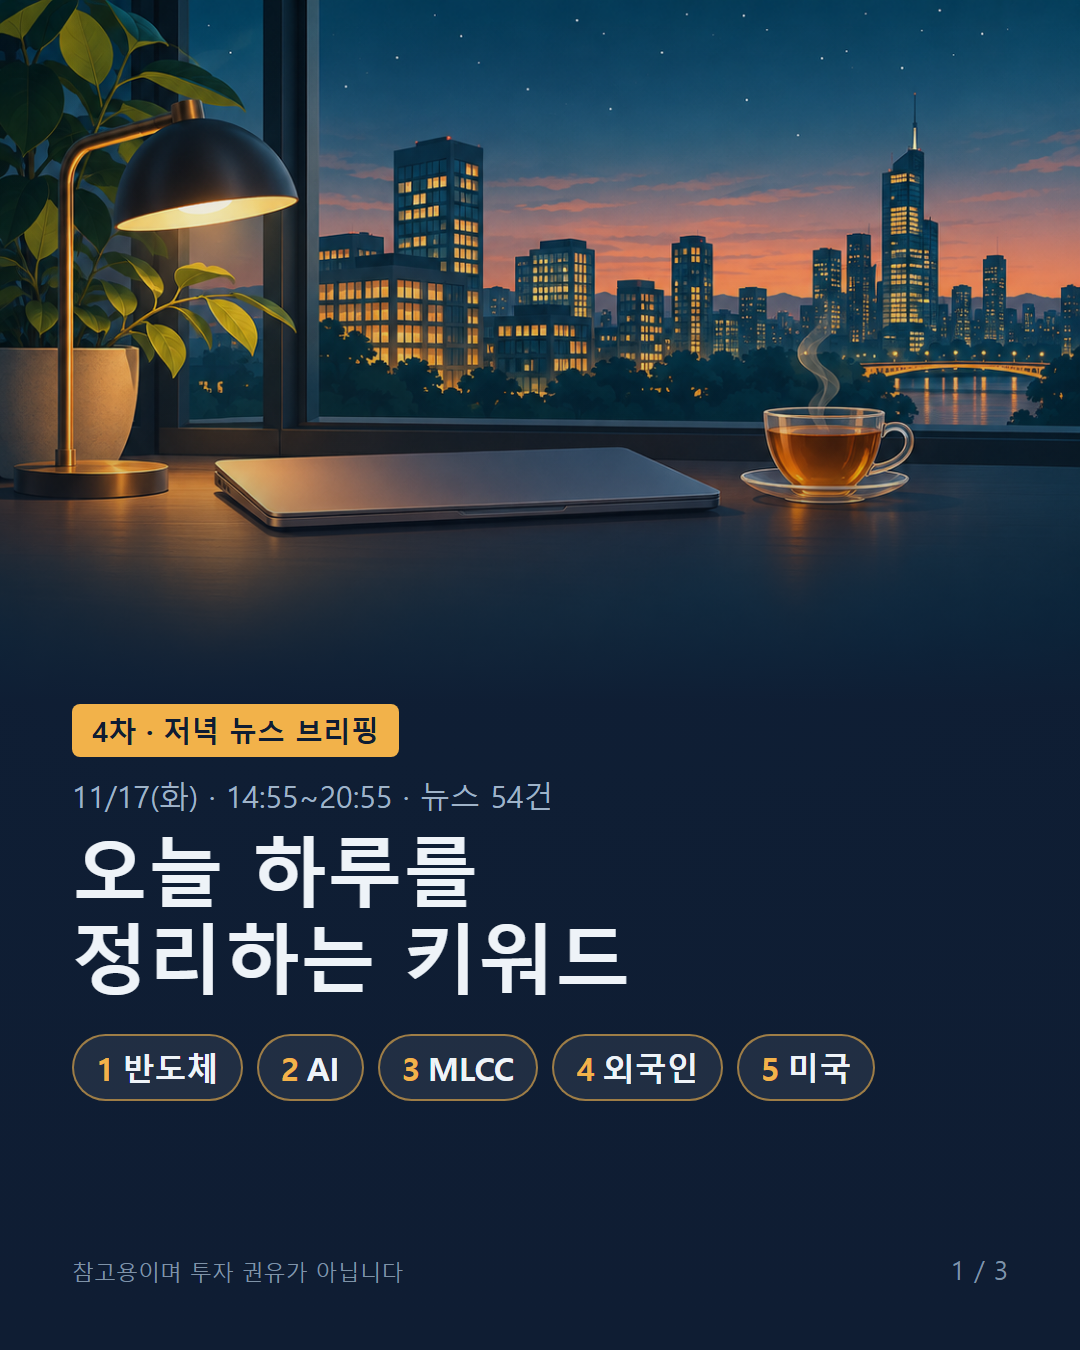 4차 · 저녁 뉴스 브리핑
11/17(화) · 14:55~20:55 · 뉴스 54건
오늘 하루를
정리하는 키워드
1 반도체 2 AI 3 MLCC 4 외국인 5 미국
참고용이며 투자 권유가 아닙니다 1 / 3